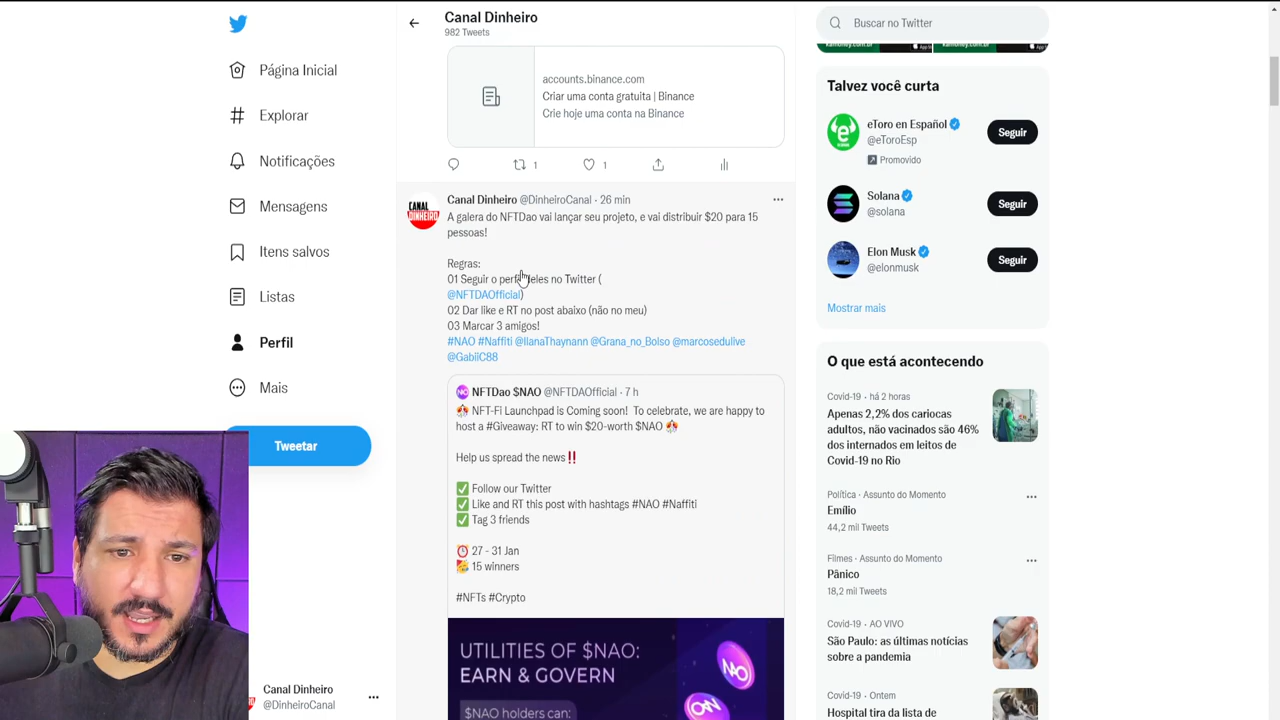 Página Inicial
Explorar
Notificações
Mensagens
Itens salvos
Listas
Perfil
Mais
Tweetar
Canal Dinheiro
@DinheiroCanal
Canal Dinheiro
982 Tweets
accounts.binance.com
Criar uma conta gratuita | Binance
Crie hoje uma conta na Binance
1
1
CANAL
DINHEIRO
Canal Dinheiro @DinheiroCanal · 26 min
A galera do NFTDao vai lançar seu projeto, e vai distribuir $20 para 15
pessoas!
Regras:
01 Seguir o perfil deles no Twitter (
@NFTDAOfficial)
02 Dar like e RT no post abaixo (não no meu)
03 Marcar 3 amigos!
#NAO #Naffiti @IlanaThaynann @Grana_no_Bolso @marcosedulive
@GabiiC88
NFTDao $NAO @NFTDAOfficial · 7 h
NFT-Fi Launchpad is Coming soon! To celebrate, we are happy to
host a #Giveaway: RT to win $20-worth $NAO
Help us spread the news‼
✅ Follow our Twitter
✅ Like and RT this post with hashtags #NAO #Naffiti
✅ Tag 3 friends
27 - 31 Jan
15 winners
#NFTs #Crypto
UTILITIES OF $NAO:
EARN & GOVERN
$NAO holders can:
NAO
Buscar no Twitter
Talvez você curta
eToro en Español
@eToroEsp
Promovido
Seguir
Solana
@solana
Seguir
Elon Musk
@elonmusk
Seguir
Mostrar mais
O que está acontecendo
Covid-19 · há 2 horas
Apenas 2,2% dos cariocas
adultos, não vacinados são 46%
dos internados em leitos de
Covid-19 no Rio
Política · Assunto do Momento
Emílio
44,2 mil Tweets
Filmes · Assunto do Momento
Pânico
18,2 mil Tweets
Covid-19 · AO VIVO
São Paulo: as últimas notícias
sobre a pandemia
Covid-19 · Ontem
Hospital tira da lista de